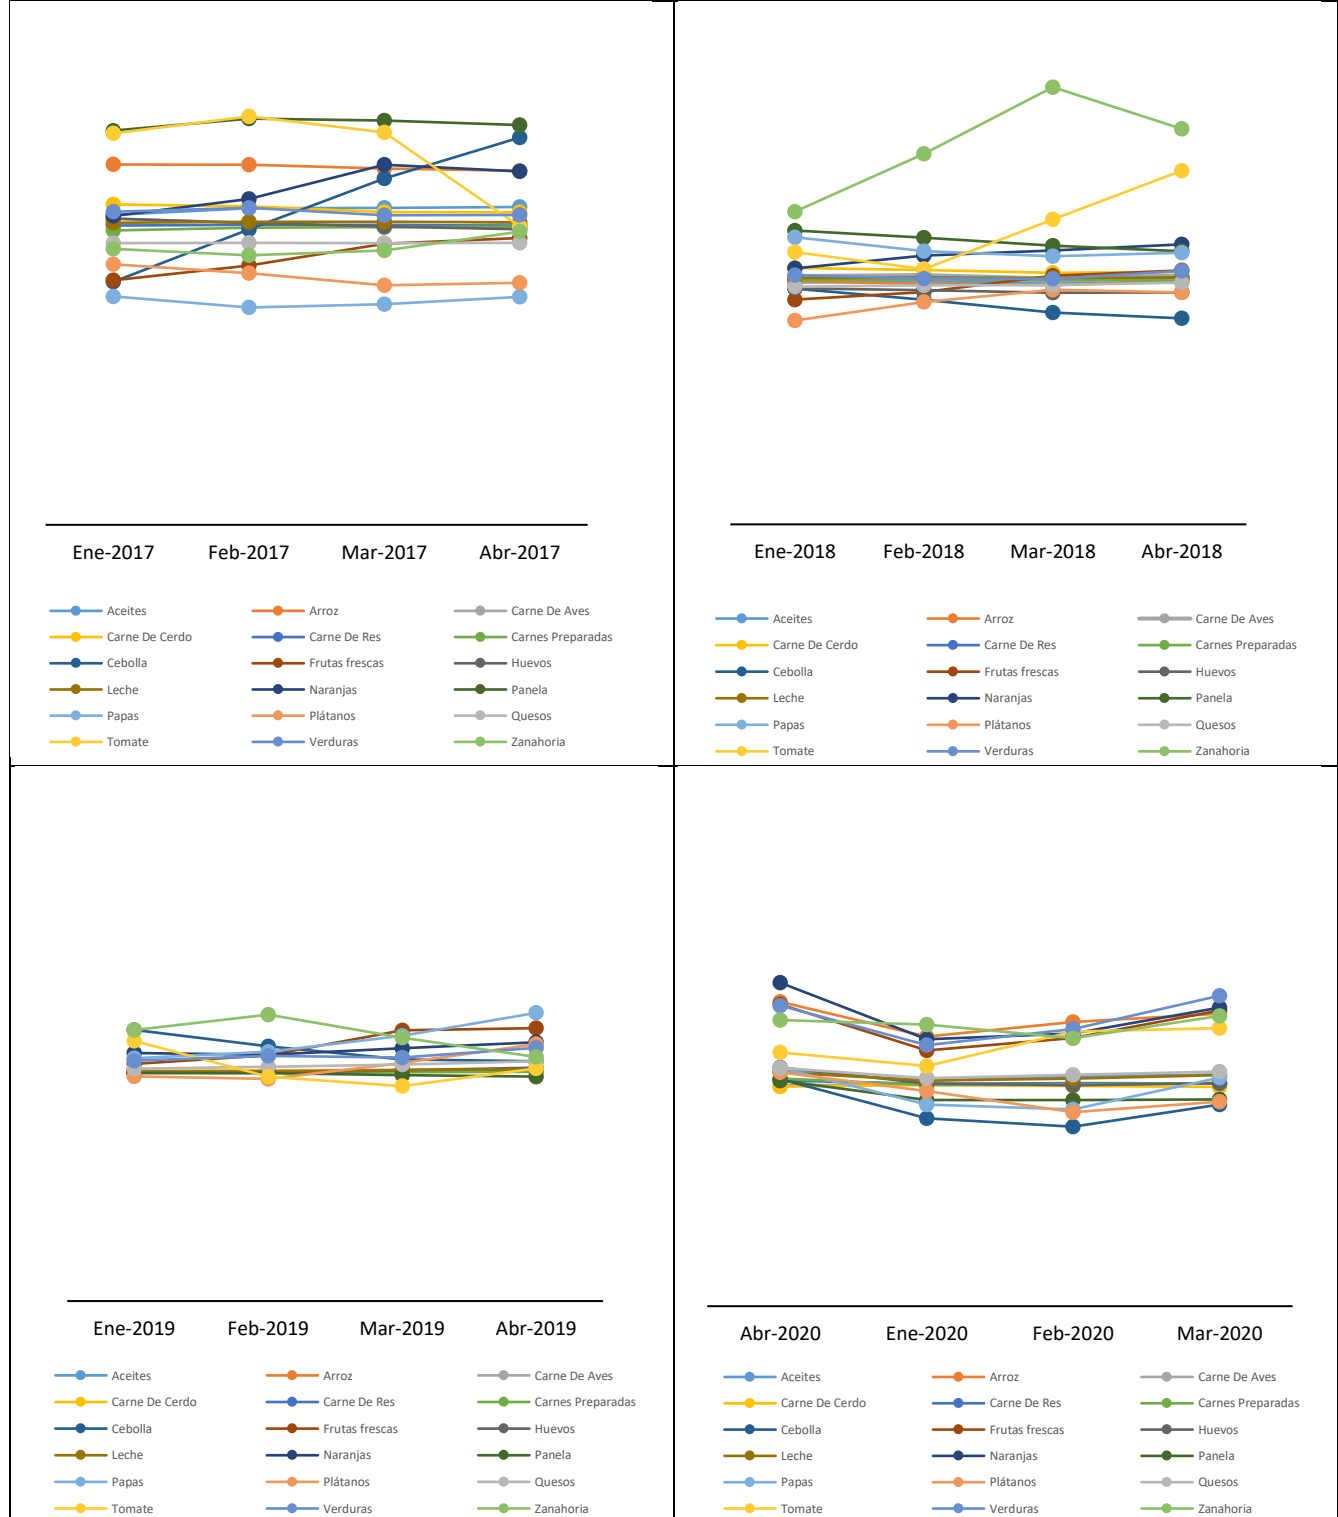 Ene-2017 Feb-2017 Mar-2017 Abr-2017
Aceites Arroz Carne De Aves
Carne De Cerdo Carne De Res Carnes Preparadas
Cebolla Frutas frescas Huevos
Leche Naranjas Panela
Papas Plátanos Quesos
Tomate Verduras Zanahoria
Ene-2018 Feb-2018 Mar-2018 Abr-2018
Aceites Arroz Carne De Aves
Carne De Cerdo Carne De Res Carnes Preparadas
Cebolla Frutas frescas Huevos
Leche Naranjas Panela
Papas Plátanos Quesos
Tomate Verduras Zanahoria
Ene-2019 Feb-2019 Mar-2019 Abr-2019
Aceites Arroz Carne De Aves
Carne De Cerdo Carne De Res Carnes Preparadas
Cebolla Frutas frescas Huevos
Leche Naranjas Panela
Papas Plátanos Quesos
Tomate Verduras Zanahoria
Abr-2020 Ene-2020 Feb-2020 Mar-2020
Aceites Arroz Carne De Aves
Carne De Cerdo Carne De Res Carnes Preparadas
Cebolla Frutas frescas Huevos
Leche Naranjas Panela
Papas Plátanos Quesos
Tomate Verduras Zanahoria